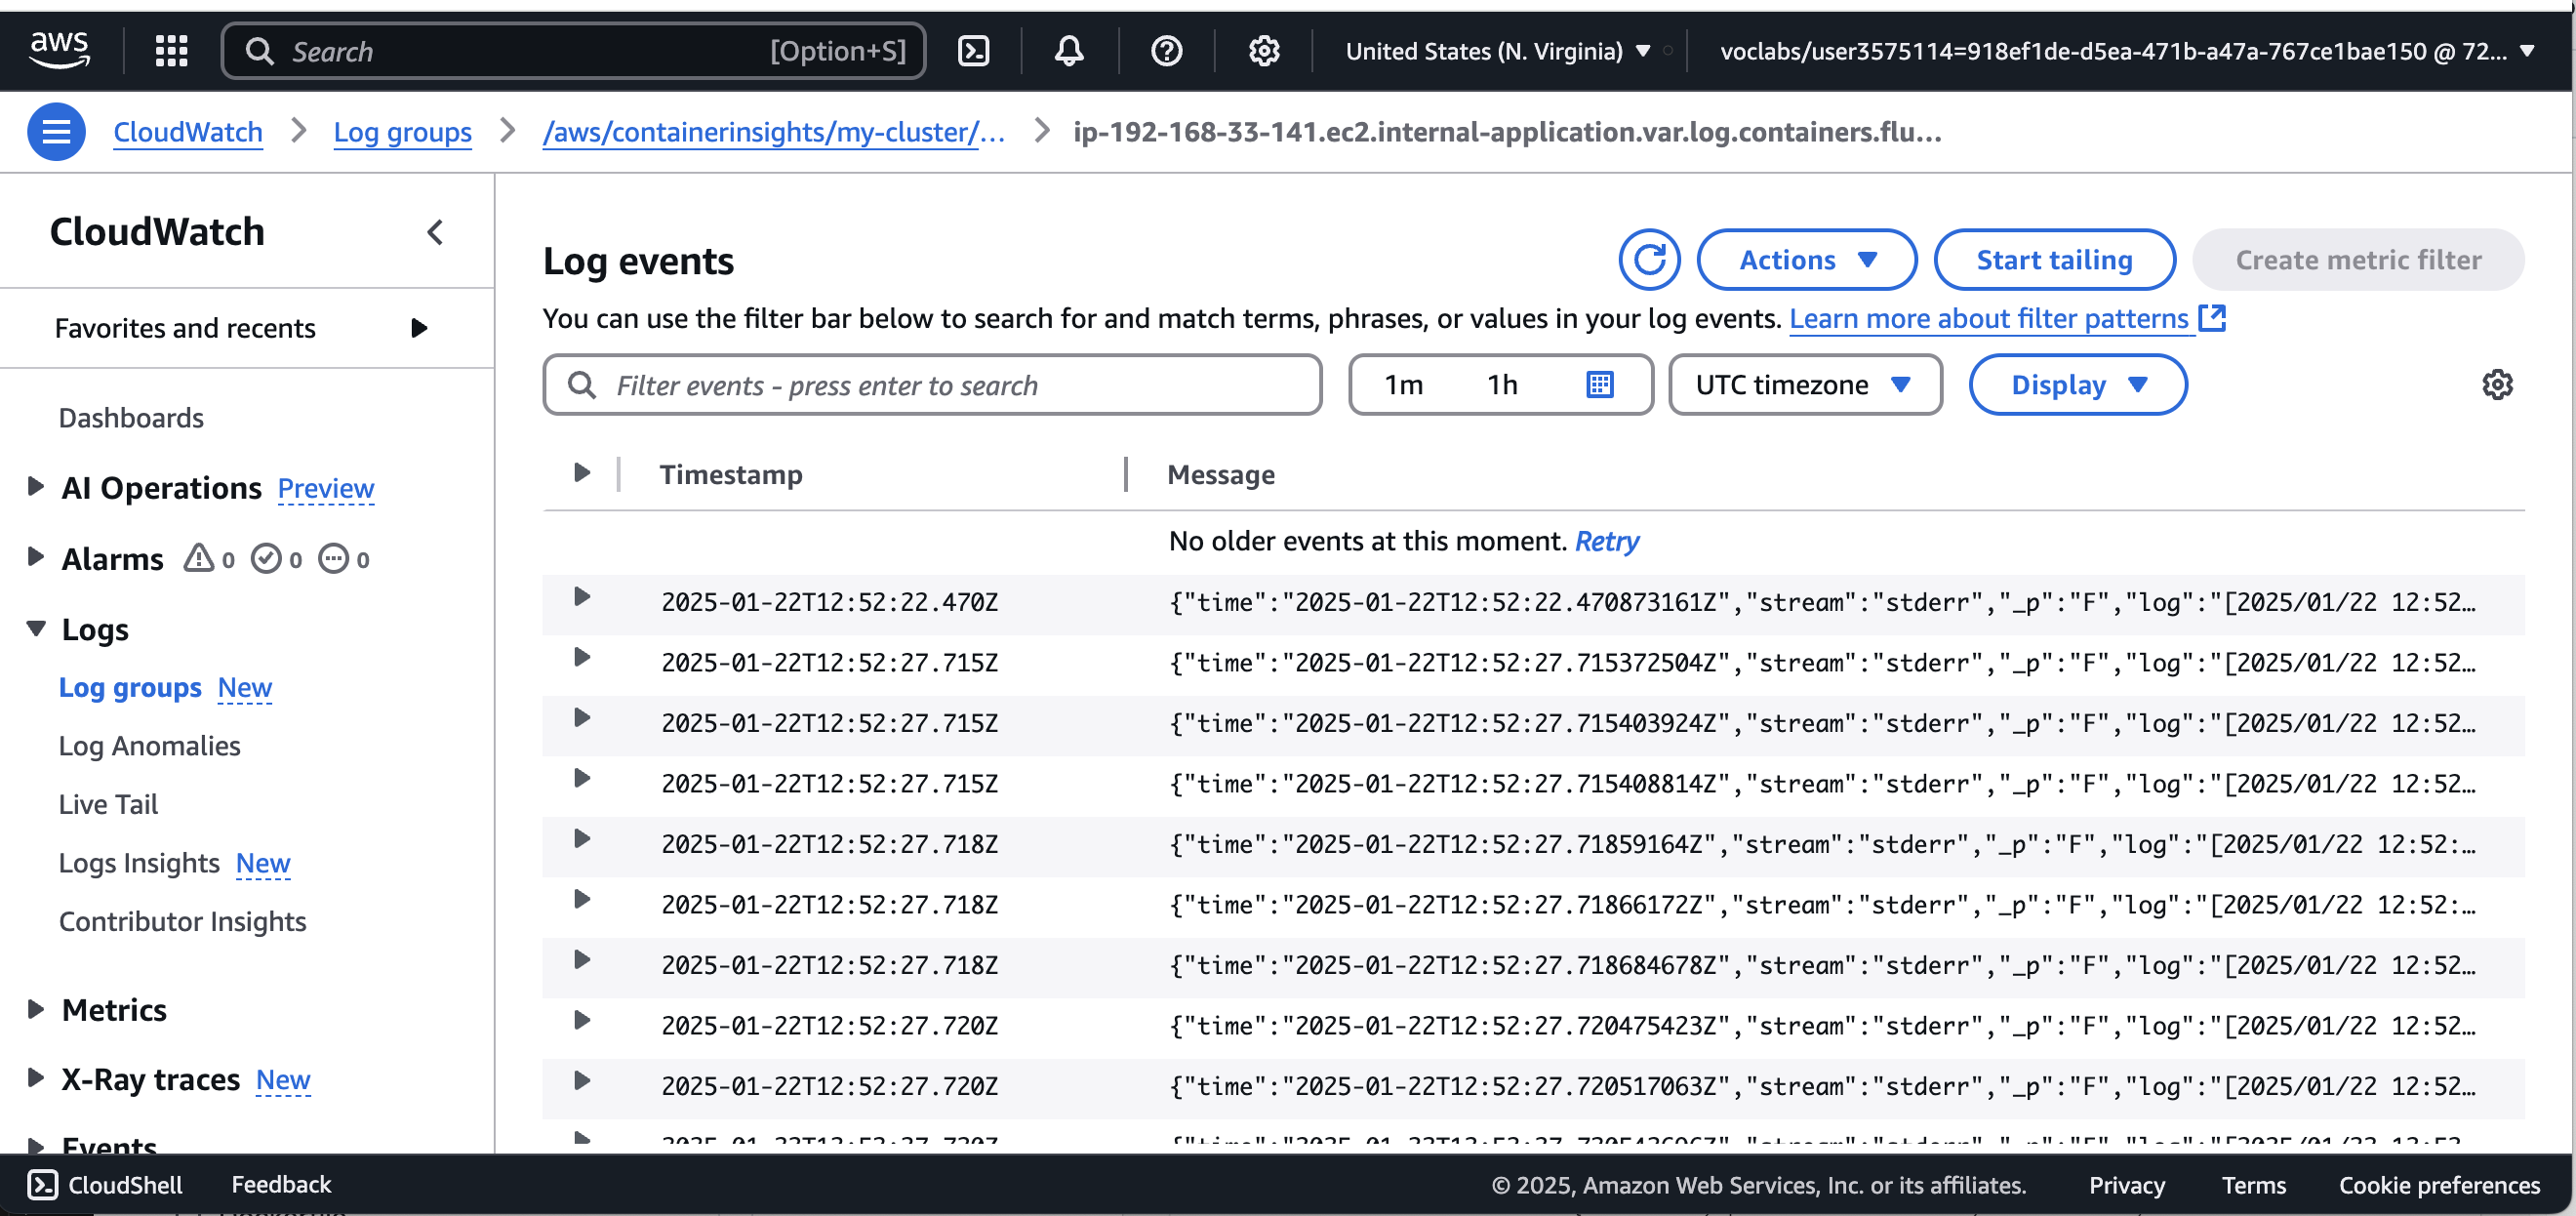 aws
Search [Option+S]
United States (N. Virginia)
voclabs/user3575114=918ef1de-d5ea-471b-a47a-767ce1bae150 @ 72...
CloudWatch
Log groups
/aws/containerinsights/my-cluster/...
ip-192-168-33-141.ec2.internal-application.var.log.containers.flu...
CloudWatch
Favorites and recents
Dashboards
AI Operations Preview
Alarms 0 0 0
Logs
Log groups New
Log Anomalies
Live Tail
Logs Insights New
Contributor Insights
Metrics
X-Ray traces New
Events
Log events
Actions
Start tailing
Create metric filter
You can use the filter bar below to search for and match terms, phrases, or values in your log events. Learn more about filter patterns
Filter events - press enter to search
1m 1h
UTC timezone
Display
Timestamp Message
No older events at this moment. Retry
2025-01-22T12:52:22.470Z {"time":"2025-01-22T12:52:22.470873161Z","stream":"stderr","_p":"F","log":"[2025/01/22 12:52...
2025-01-22T12:52:27.715Z {"time":"2025-01-22T12:52:27.715372504Z","stream":"stderr","_p":"F","log":"[2025/01/22 12:52...
2025-01-22T12:52:27.715Z {"time":"2025-01-22T12:52:27.715403924Z","stream":"stderr","_p":"F","log":"[2025/01/22 12:52...
2025-01-22T12:52:27.715Z {"time":"2025-01-22T12:52:27.715408814Z","stream":"stderr","_p":"F","log":"[2025/01/22 12:52...
2025-01-22T12:52:27.718Z {"time":"2025-01-22T12:52:27.71859164Z","stream":"stderr","_p":"F","log":"[2025/01/22 12:52:...
2025-01-22T12:52:27.718Z {"time":"2025-01-22T12:52:27.71866172Z","stream":"stderr","_p":"F","log":"[2025/01/22 12:52:...
2025-01-22T12:52:27.718Z {"time":"2025-01-22T12:52:27.718684678Z","stream":"stderr","_p":"F","log":"[2025/01/22 12:52...
2025-01-22T12:52:27.720Z {"time":"2025-01-22T12:52:27.720475423Z","stream":"stderr","_p":"F","log":"[2025/01/22 12:52...
2025-01-22T12:52:27.720Z {"time":"2025-01-22T12:52:27.720517063Z","stream":"stderr","_p":"F","log":"[2025/01/22 12:52...
CloudShell
Feedback
© 2025, Amazon Web Services, Inc. or its affiliates.
Privacy
Terms
Cookie preferences